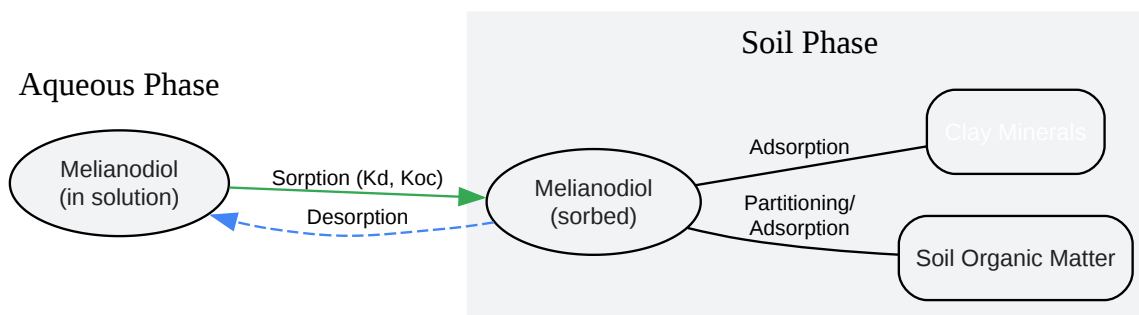 Soil Phase
Aqueous Phase
Clay Minerals
Adsorption
Melianodiol
(in solution)
Sorption (Kd, Koc)
Melianodiol
(sorbed)
Desorption
Partitioning/
Adsorption
Soil Organic Matter